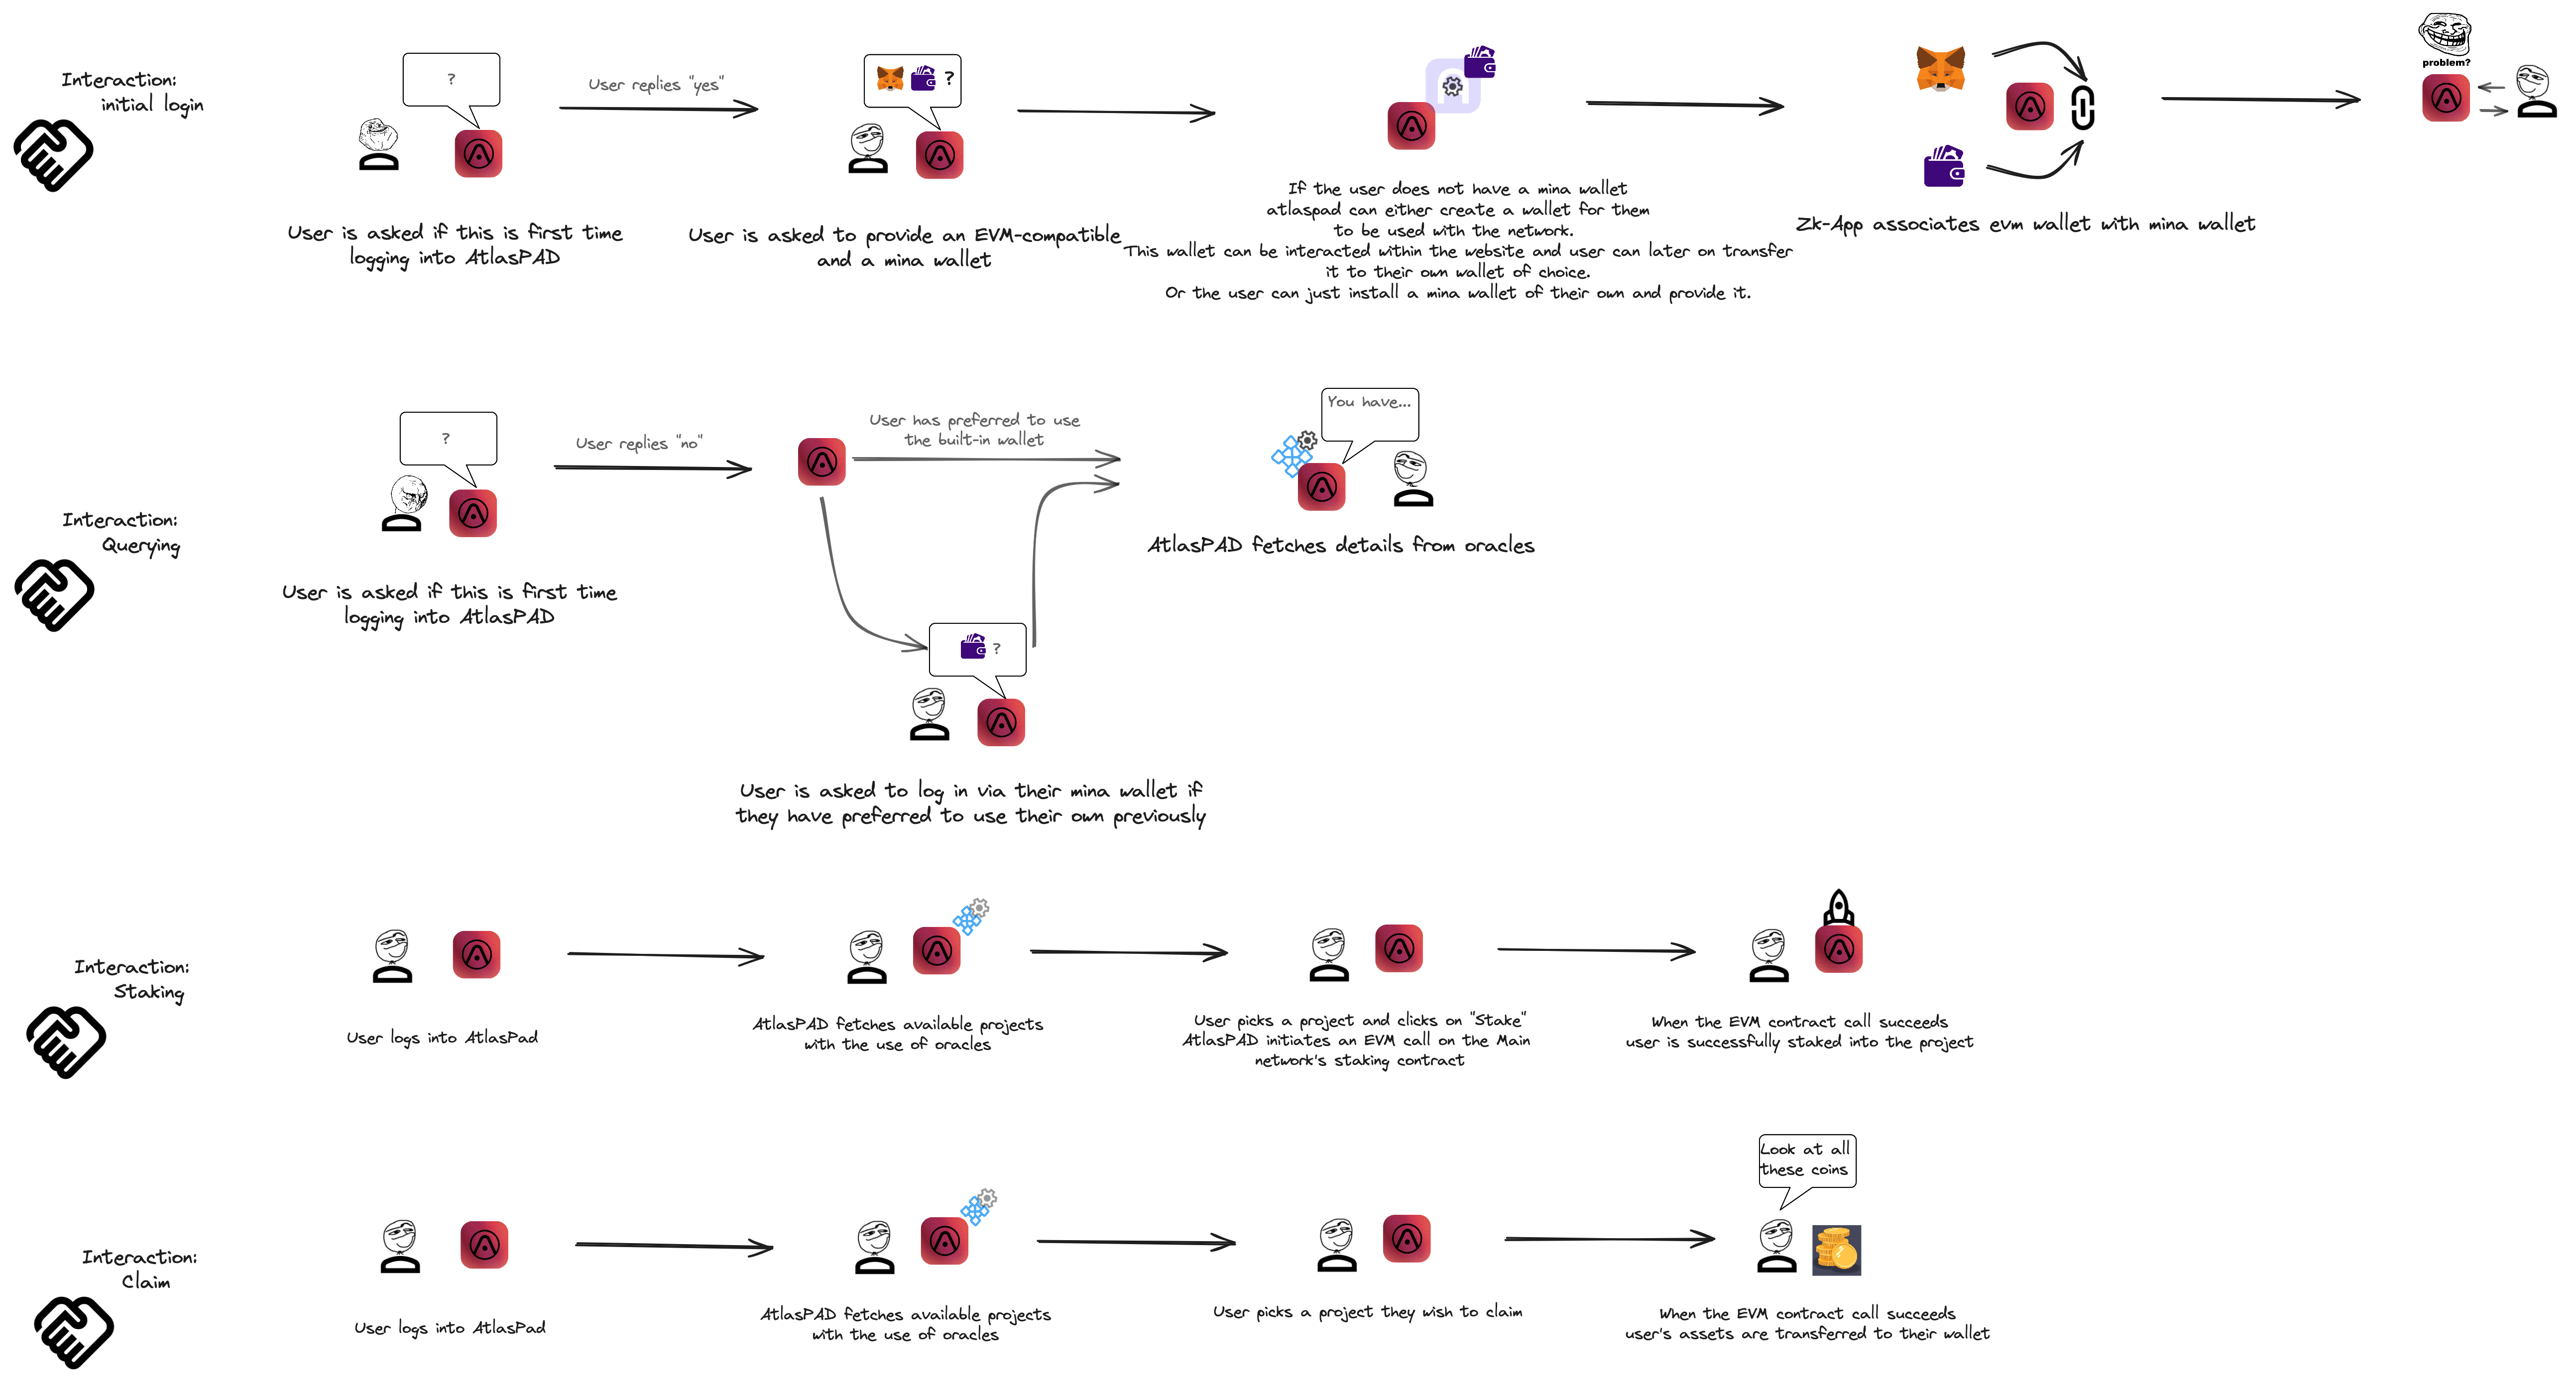 Interaction:
initial login
?
User is asked if this is first time
logging into AtlasPAD
User replies "yes"
?
User is asked to provide an EVM-compatible
and a mina wallet
If the user does not have a mina wallet
atlaspad can either create a wallet for them
to be used with the network.
This wallet can be interacted within the website and user can later on transfer
it to their own wallet of choice.
Or the user can just install a mina wallet of their own and provide it.
Zk-App associates evm wallet with mina wallet
problem?
Interaction:
Querying
?
User is asked if this is first time
logging into AtlasPAD
User replies "no"
User has preferred to use
the built-in wallet
?
User is asked to log in via their mina wallet if
they have preferred to use their own previously
You have...
AtlasPAD fetches details from oracles
Interaction:
Staking
User logs into AtlasPad
AtlasPAD fetches available projects
with the use of oracles
User picks a project and clicks on "Stake"
AtlasPAD initiates an EVM call on the Main
network's staking contract
When the EVM contract call succeeds
user is successfully staked into the project
Interaction:
Claim
User logs into AtlasPad
AtlasPAD fetches available projects
with the use of oracles
User picks a project they wish to claim
Look at all
these coins
When the EVM contract call succeeds
user's assets are transferred to their wallet